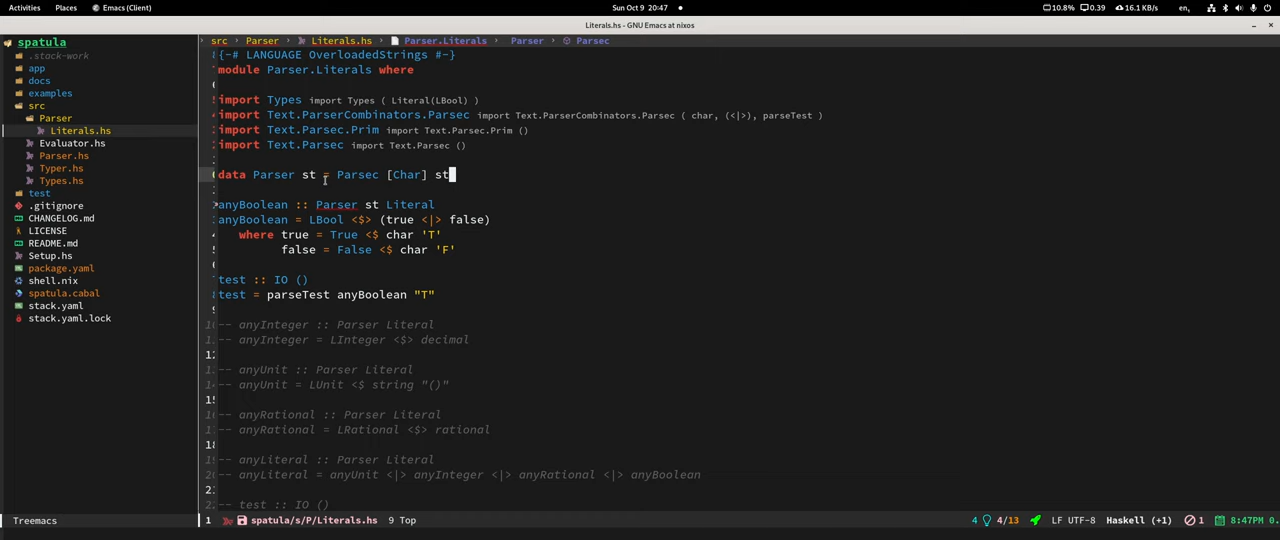 Activities Places Emacs (Client) Sun Oct 9 20:47 10.8% 0.39 16.1 KB/s en
Literals.hs - GNU Emacs at nixos
spatula
.stack-work
app
docs
examples
src
Parser
Literals.hs
Evaluator.hs
Parser.hs
Typer.hs
Types.hs
test
.gitignore
CHANGELOG.md
LICENSE
README.md
Setup.hs
package.yaml
shell.nix
spatula.cabal
stack.yaml
stack.yaml.lock
Treemacs
src › Parser › Literals.hs › Parser.Literals › Parser › Parsec
{-# LANGUAGE OverloadedStrings #-}
module Parser.Literals where
import Types import Types ( Literal(LBool) )
import Text.ParserCombinators.Parsec import Text.ParserCombinators.Parsec ( char, (<|>), parseTest )
import Text.Parsec.Prim import Text.Parsec.Prim ()
import Text.Parsec import Text.Parsec ()
data Parser st = Parsec [Char] st
anyBoolean :: Parser st Literal
anyBoolean = LBool <$> (true <|> false)
where true = True <$ char 'T'
false = False <$ char 'F'
test :: IO ()
test = parseTest anyBoolean "T"
-- anyInteger :: Parser Literal
-- anyInteger = LInteger <$> decimal
12
-- anyUnit :: Parser Literal
-- anyUnit = LUnit <$ string "()"
15
-- anyRational :: Parser Literal
-- anyRational = LRational <$> rational
18
-- anyLiteral :: Parser Literal
-- anyLiteral = anyUnit <|> anyInteger <|> anyRational <|> anyBoolean
-- test :: IO ()
1 spatula/s/P/Literals.hs 9 Top 4 4/13 LF UTF-8 Haskell (+1) 1 8:47PM 0.